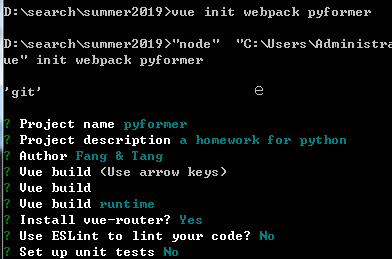 D:\search\summer2019>vue init webpack pyformer
D:\search\summer2019>"node"  "C:\Users\Administra
ue" init webpack pyformer
'git'
? Project name pyformer
? Project description a homework for python
? Author Fang & Tang
? Vue build (Use arrow keys)
? Vue build
? Vue build runtime
? Install vue-router? Yes
? Use ESLint to lint your code? No
? Set up unit tests No